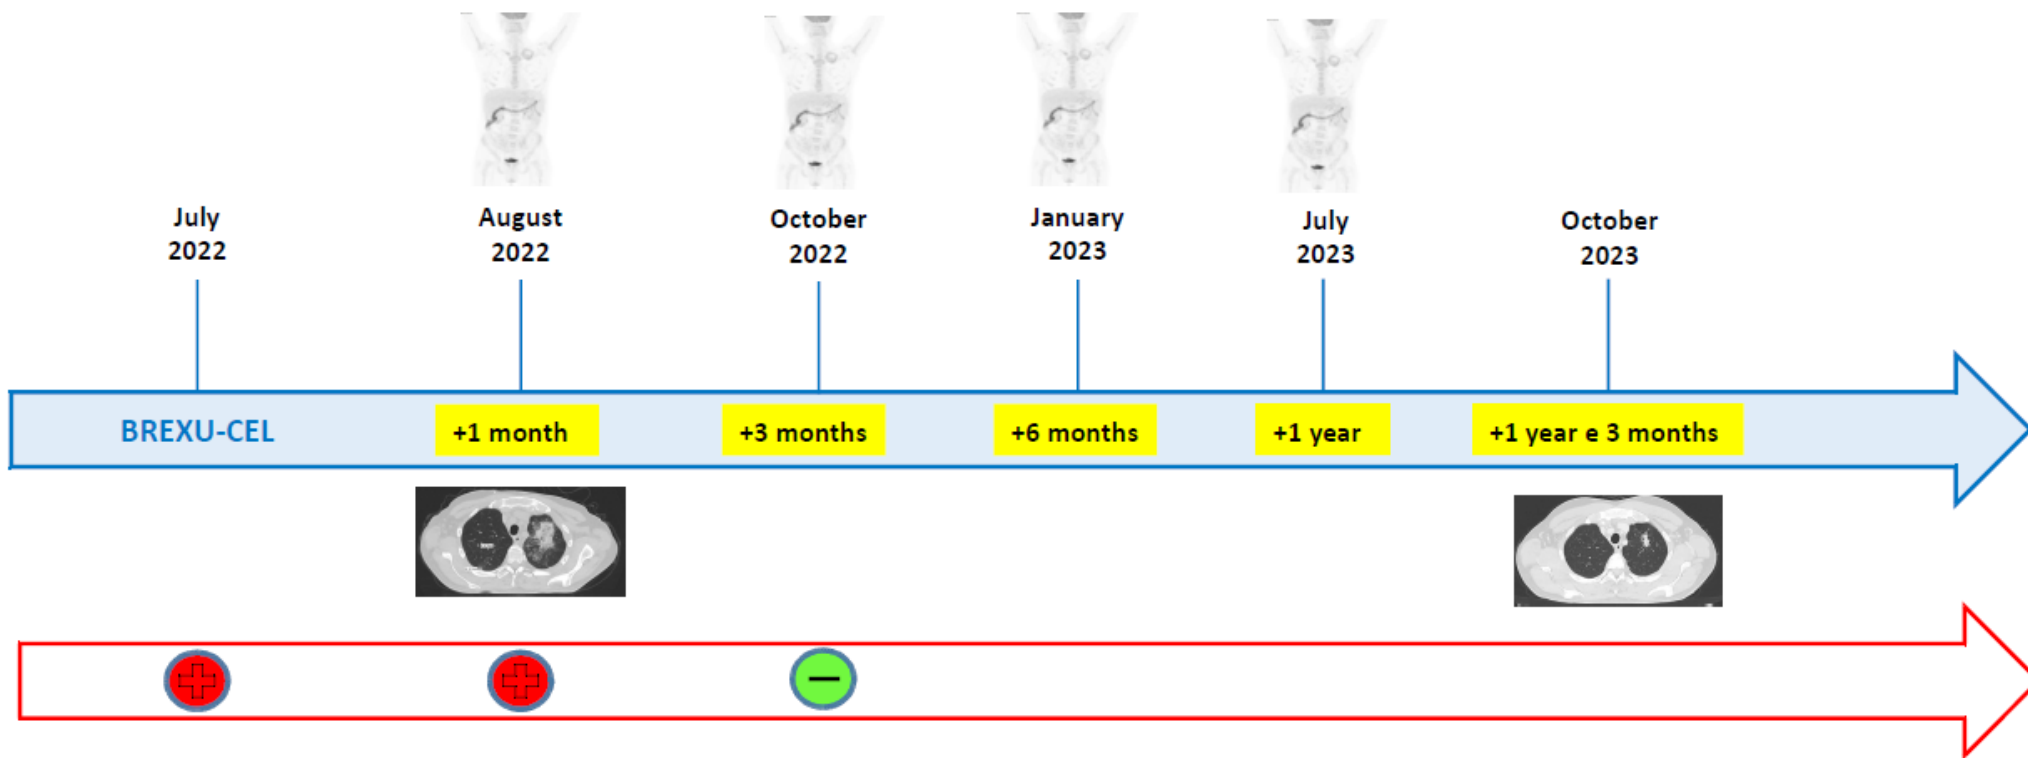 July
2022
August
2022
October
2022
January
2023
July
2023
October
2023
BREXU-CEL
+1 month
+3 months
+6 months
+1 year
+1 year e 3 months